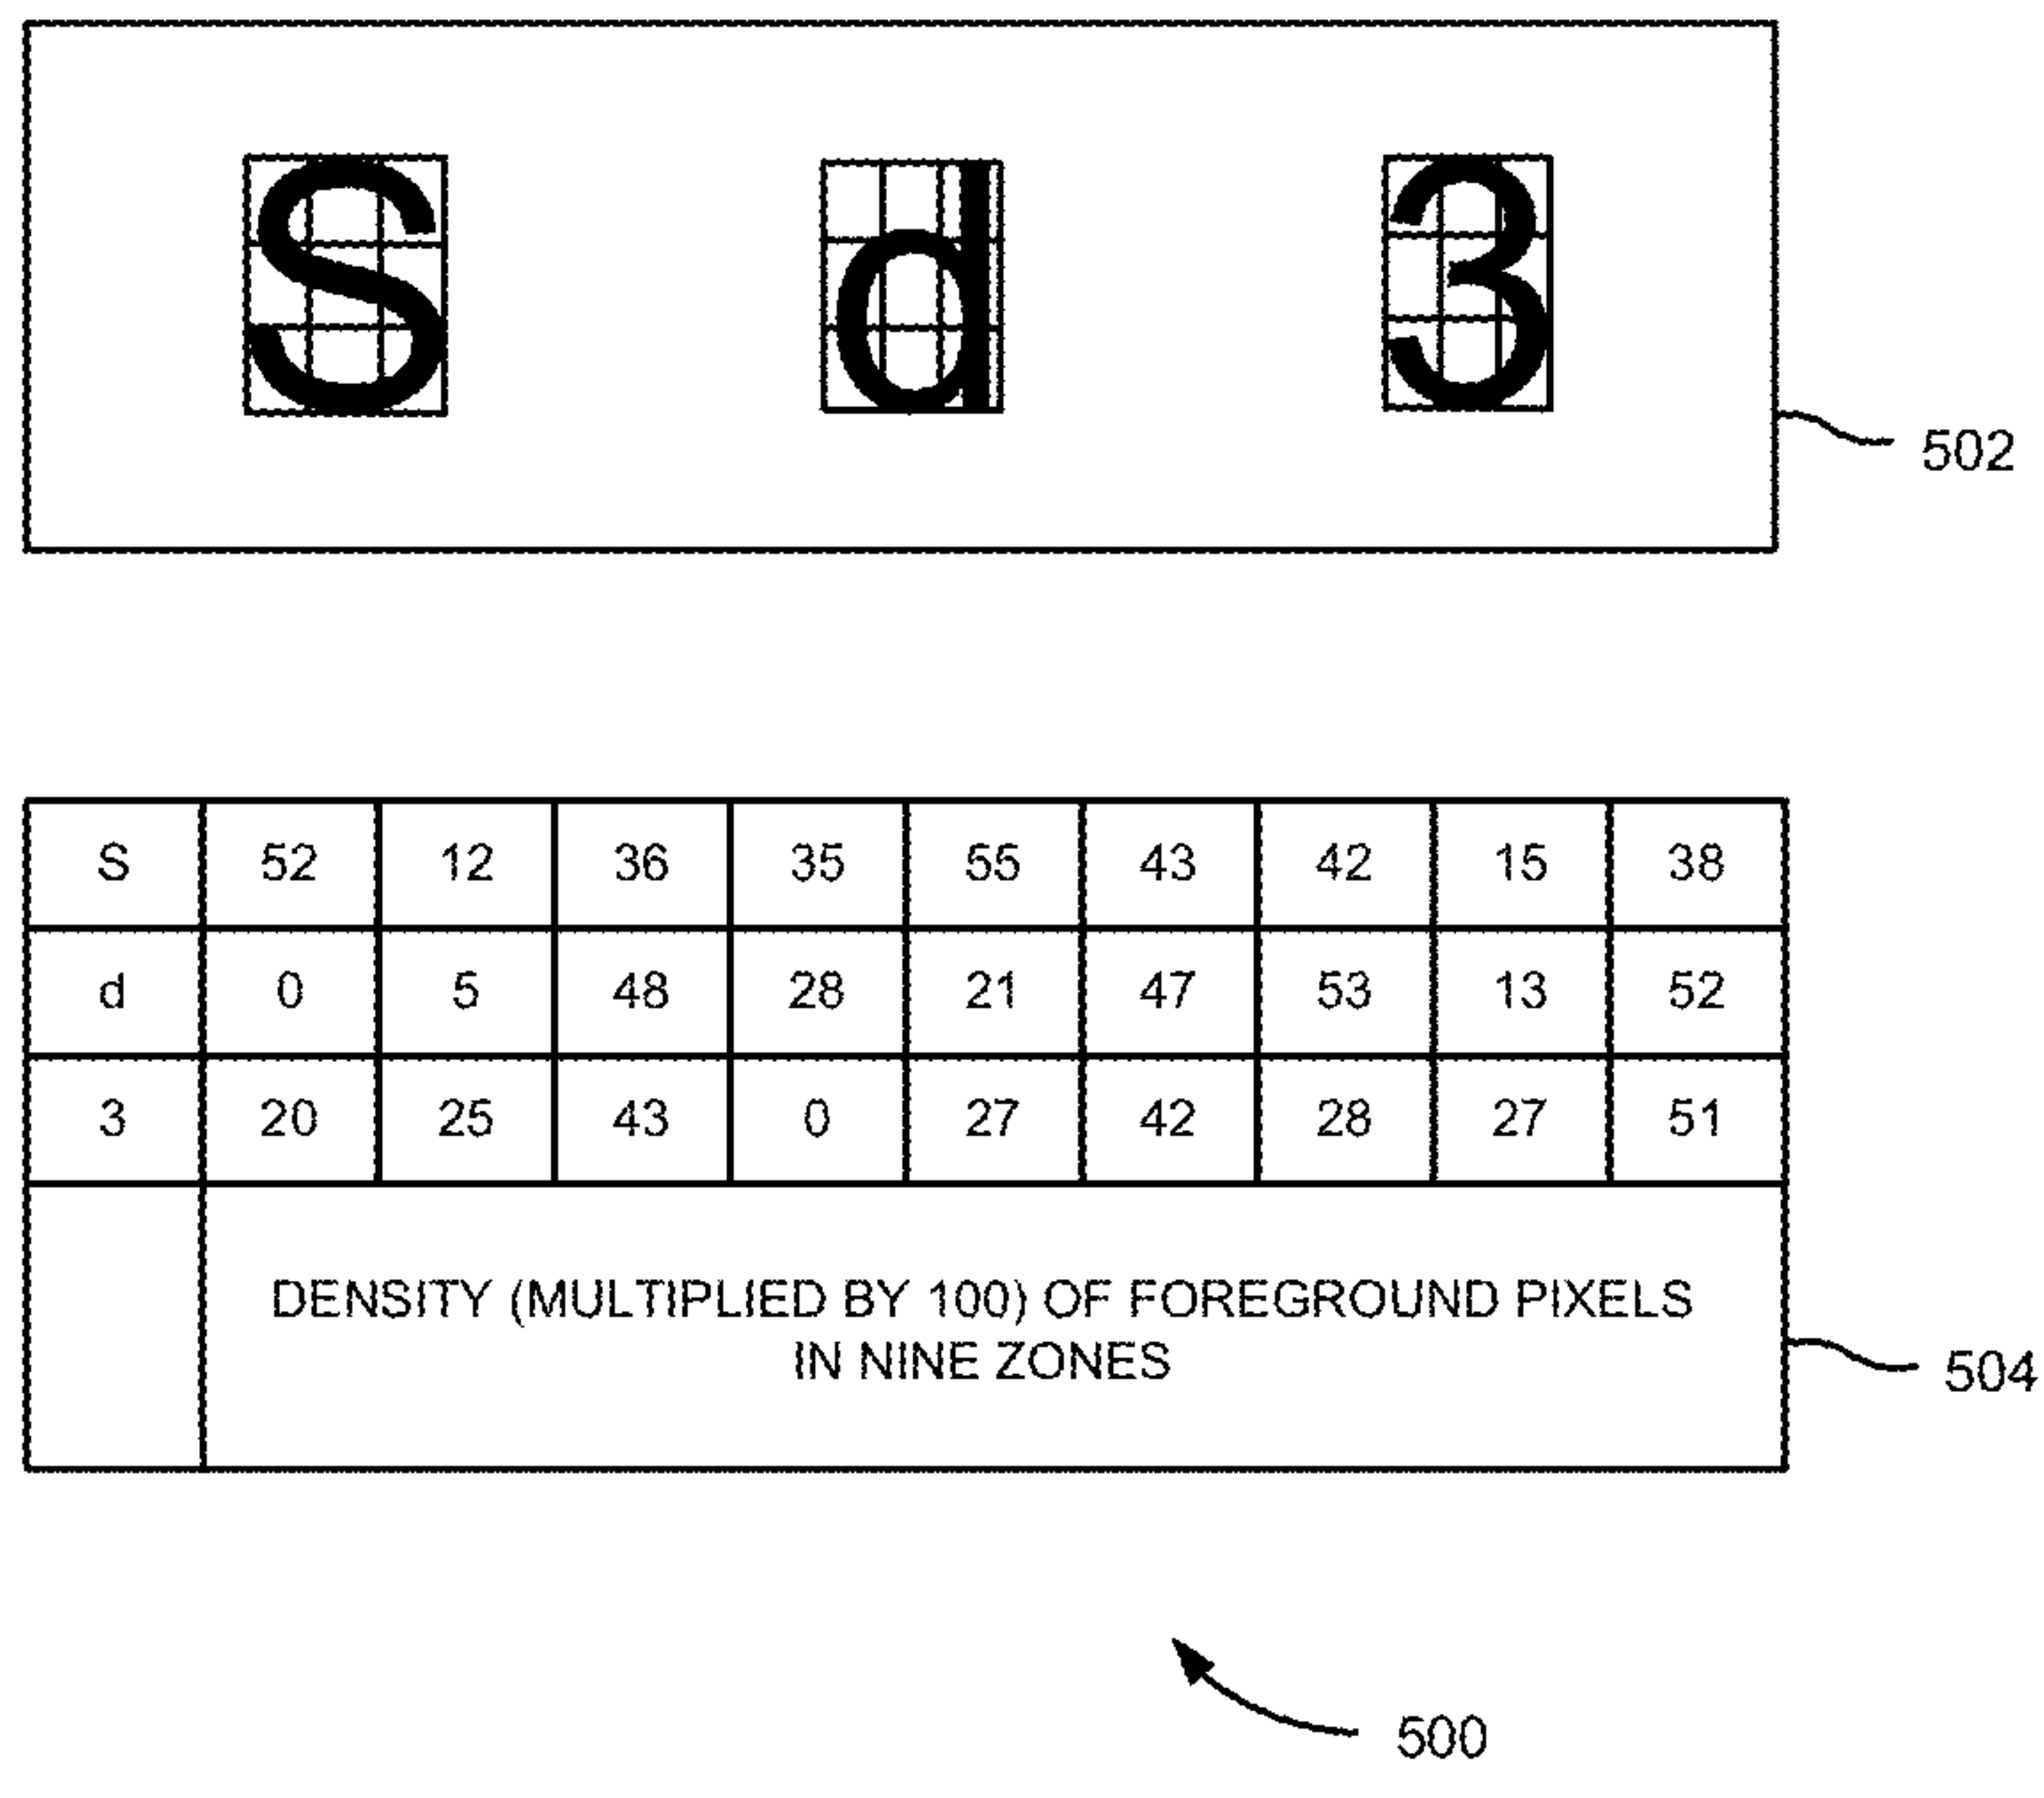 S d 3
502
S 52 12 36 35 55 43 42 15 38
d 0 5 48 28 21 47 53 13 52
3 20 25 43 0 27 42 28 27 51
DENSITY (MULTIPLIED BY 100) OF FOREGROUND PIXELS
IN NINE ZONES
504
500